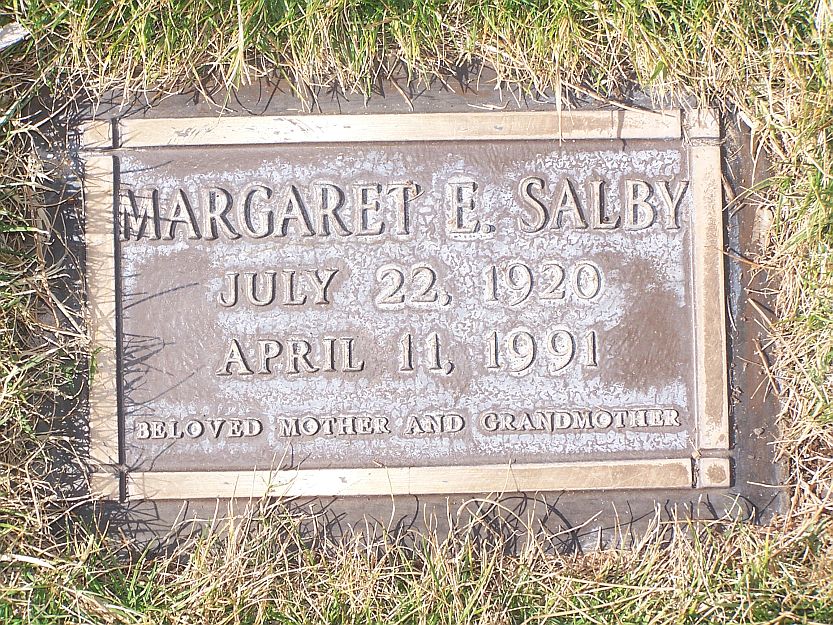 MARGARET E. SALBY
JULY 22, 1920
APRIL 11, 1991
BELOVED MOTHER AND GRANDMOTHER